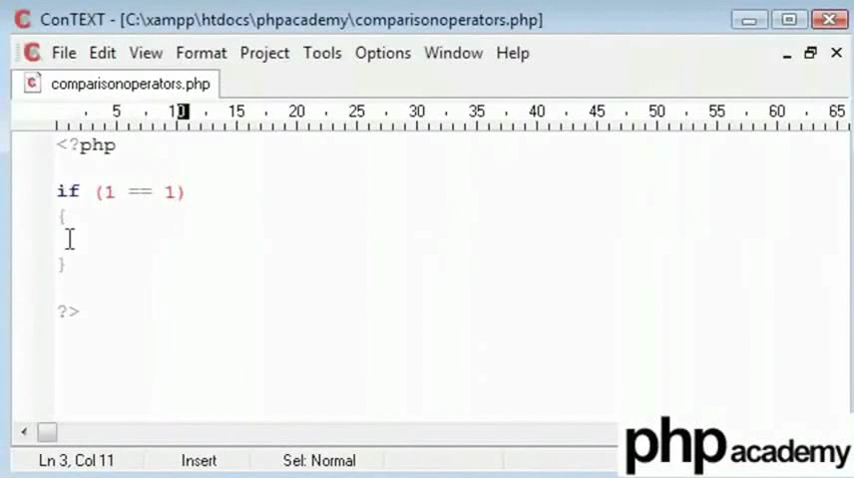 ConTEXT - [C:\xampp\htdocs\phpacademy\comparisonoperators.php]
File Edit View Format Project Tools Options Window Help
comparisonoperators.php
5 10 15 20 25 30 35 40 45 50 55 60 65
<?php
if (1 == 1)
{
}
?>
Ln 3, Col 11 Insert Sel: Normal
php academy